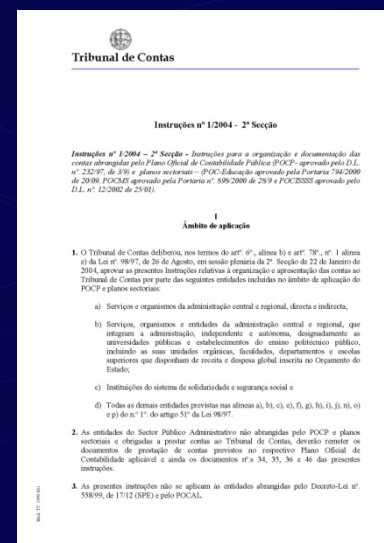 Tribunal de Contas
Instruções nº 1/2004 - 2ª Secção
Instruções nº 1/2004 – 2ª Secção - Instruções para a organização e documentação das
contas abrangidas pelo Plano Oficial de Contabilidade Pública (POCP- aprovado pelo D.L.
nº. 232/97, de 3/9) e planos sectoriais – (POC-Educação aprovado pela Portaria 794/2000
de 20/09, POCMS aprovado pela Portaria nº. 898/2000 de 28/9 e POCISSSS aprovado pelo
D.L. nº. 12/2002 de 25/01).
I
Âmbito de aplicação
1. O Tribunal de Contas deliberou, nos termos do artº. 6º., alínea b) e artº. 78º., nº. 1 alínea
e) da Lei nº. 98/97, de 26 de Agosto, em sessão plenária da 2ª. Secção de 22 de Janeiro de
2004, aprovar as presentes Instruções relativas à organização e apresentação das contas ao
Tribunal de Contas por parte das seguintes entidades incluídas no âmbito de aplicação do
POCP e planos sectoriais:
a) Serviços e organismos da administração central e regional, directa e indirecta;
b) Serviços, organismos e entidades da administração central e regional, que
integram a administração, independente e autónoma, designadamente as
universidades públicas e estabelecimentos do ensino politécnico público,
incluindo as suas unidades orgânicas, faculdades, departamentos e escolas
superiores que disponham de receita e despesa global inscrita no Orçamento do
Estado;
c) Instituições do sistema de solidariedade e segurança social e
d) Todas as demais entidades previstas nas alíneas a), b), c), e), f), g), h), i), j), n), o)
e p) do n.º 1º. do artigo 51º da Lei 98/97.
2. As entidades do Sector Público Administrativo não abrangidas pelo POCP e planos
sectoriais e obrigadas a prestar contas ao Tribunal de Contas, deverão remeter os
documentos de prestação de contas previstos no respectivo Plano Oficial de
Contabilidade aplicável e ainda os documentos nº.s 34, 35, 36 e 46 das presentes
instruções.
3. As presentes instruções não se aplicam às entidades abrangidas pelo Decreto-Lei nº.
558/99, de 17/12 (SPE) e pelo POCAL.